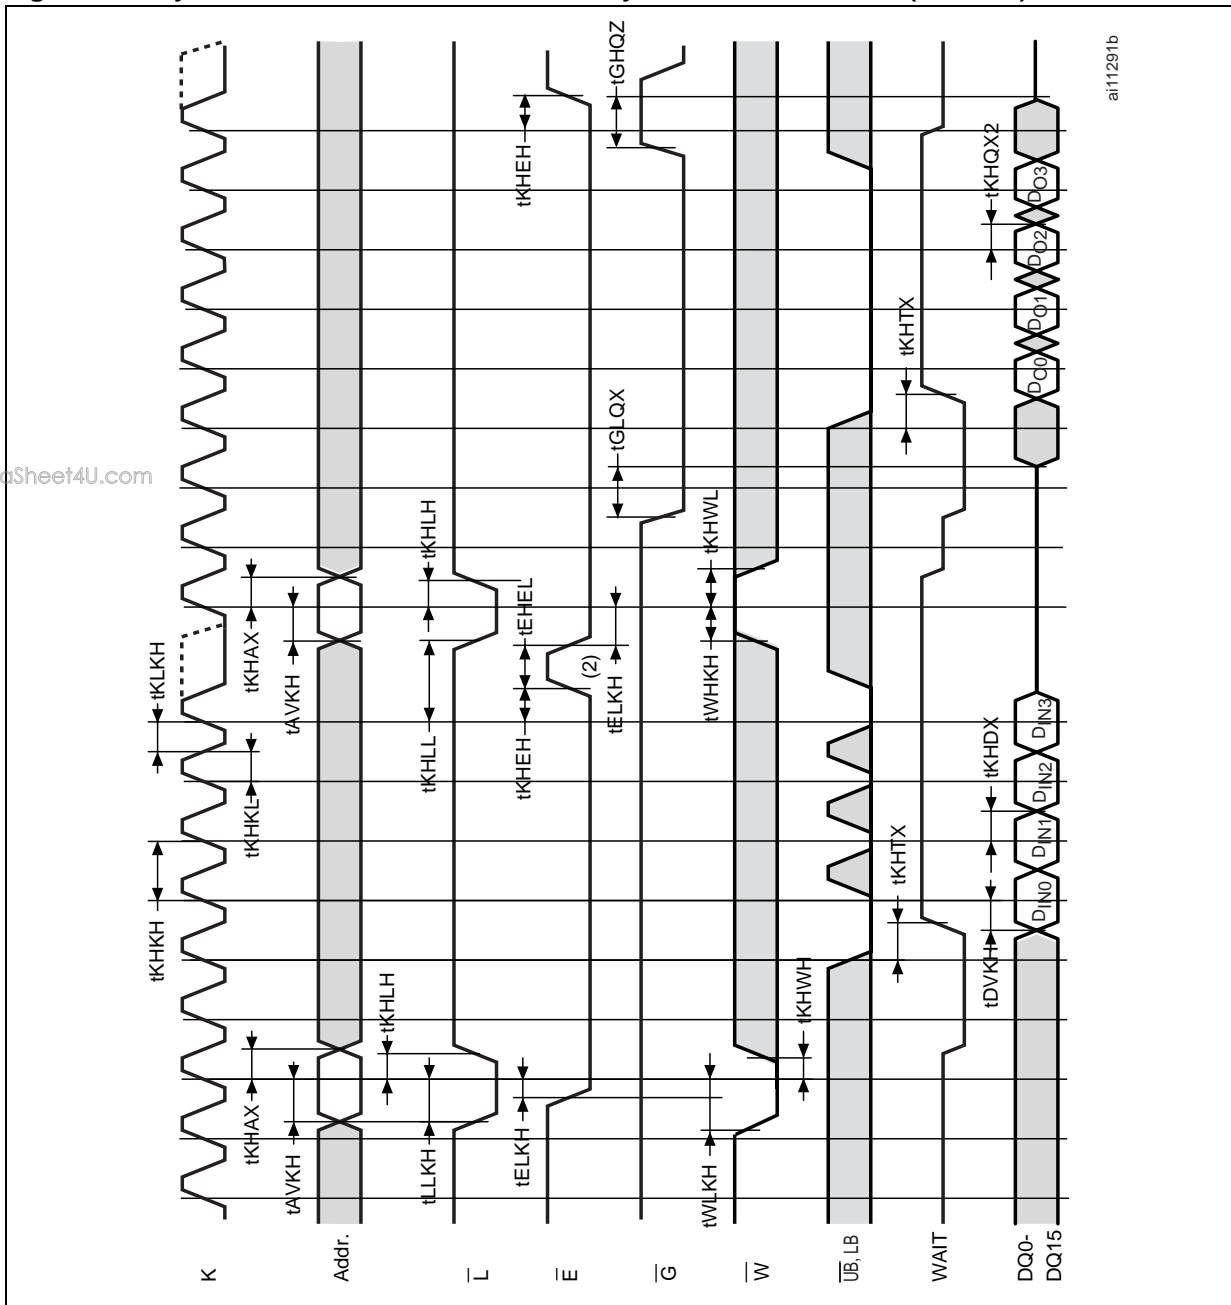 K
Addr.
L
E
G
W
UB, LB
WAIT
DQ0-
DQ15
tKHKH
tKLKH
tKHAX
tKHKL
tKHAX
tAVKH
tAVKH
tKHLH
tLLKH
tKHLL
tKHLH
tELKH
tKHEH
tEHEL
tKHEH
(2)
tELKH
tGLQX
tGHQZ
tWLKH
tWHKH
tKHWL
tKHWH
tKHTX
tKHTX
tDVKH
tKHDX
tKHQX2
DIN0
DIN1
DIN2
DIN3
DO0
DO1
DO2
DO3
ai11291b
aSheet4U.com